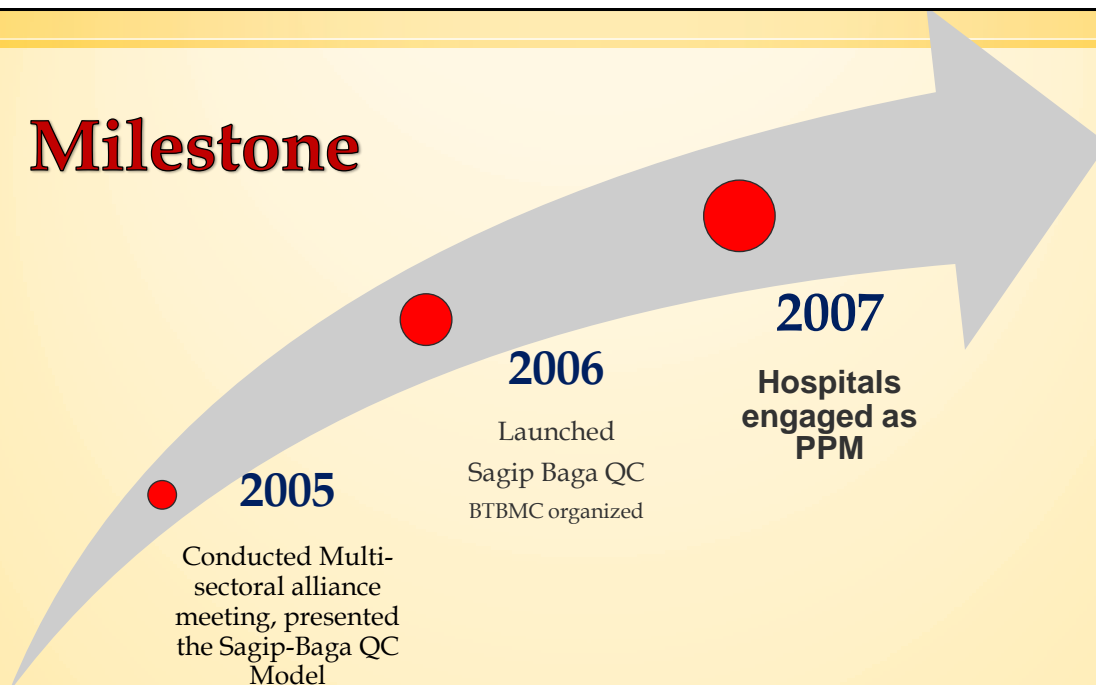 Milestone
2005
Conducted Multi-
sectoral alliance
meeting, presented
the Sagip-Baga QC
Model
2006
Launched
Sagip Baga QC
BTBMC organized
2007
Hospitals
engaged as
PPM